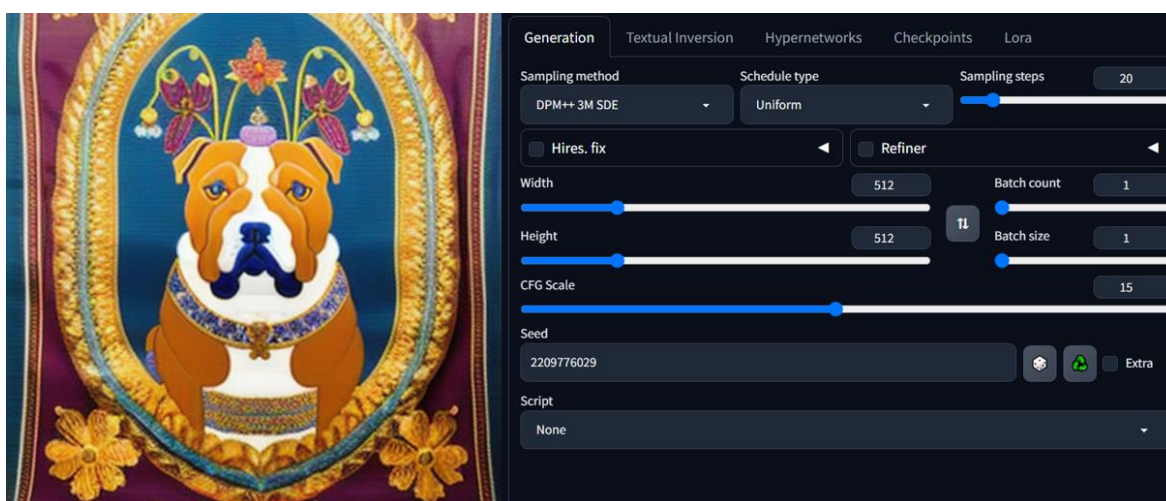 Generation Textual Inversion Hypernetworks Checkpoints Lora
Sampling method Schedule type Sampling steps 20
DPM++ 3M SDE Uniform
Hires. fix Refiner
Width 512 Batch count 1
Height 512 Batch size 1
CFG Scale 15
Seed
2209776029 Extra
Script
None